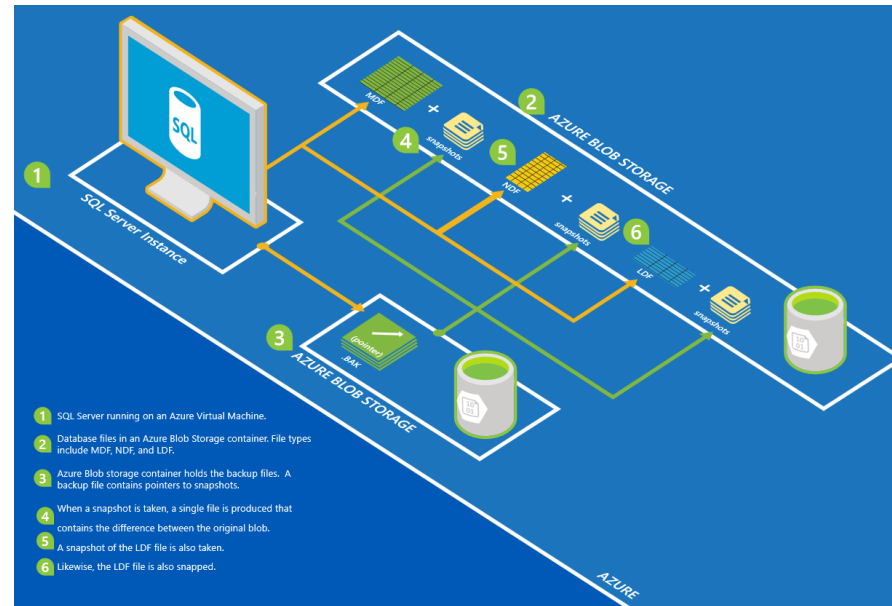 SQL
1
SQL Server Instance
2
AZURE BLOB STORAGE
MDF
+
4
snapshots
5
NDF
+
snapshots
6
LDF
+
snapshots
10
01
3
(pointer)
.BAK
AZURE BLOB STORAGE
10
01
1 SQL Server running on an Azure Virtual Machine.
2 Database files in an Azure Blob Storage container. File types
include MDF, NDF, and LDF.
3 Azure Blob storage container holds the backup files. A
backup file contains pointers to snapshots.
4 When a snapshot is taken, a single file is produced that
contains the difference between the original blob.
5 A snapshot of the LDF file is also taken.
6 Likewise, the LDF file is also snapped.
AZURE